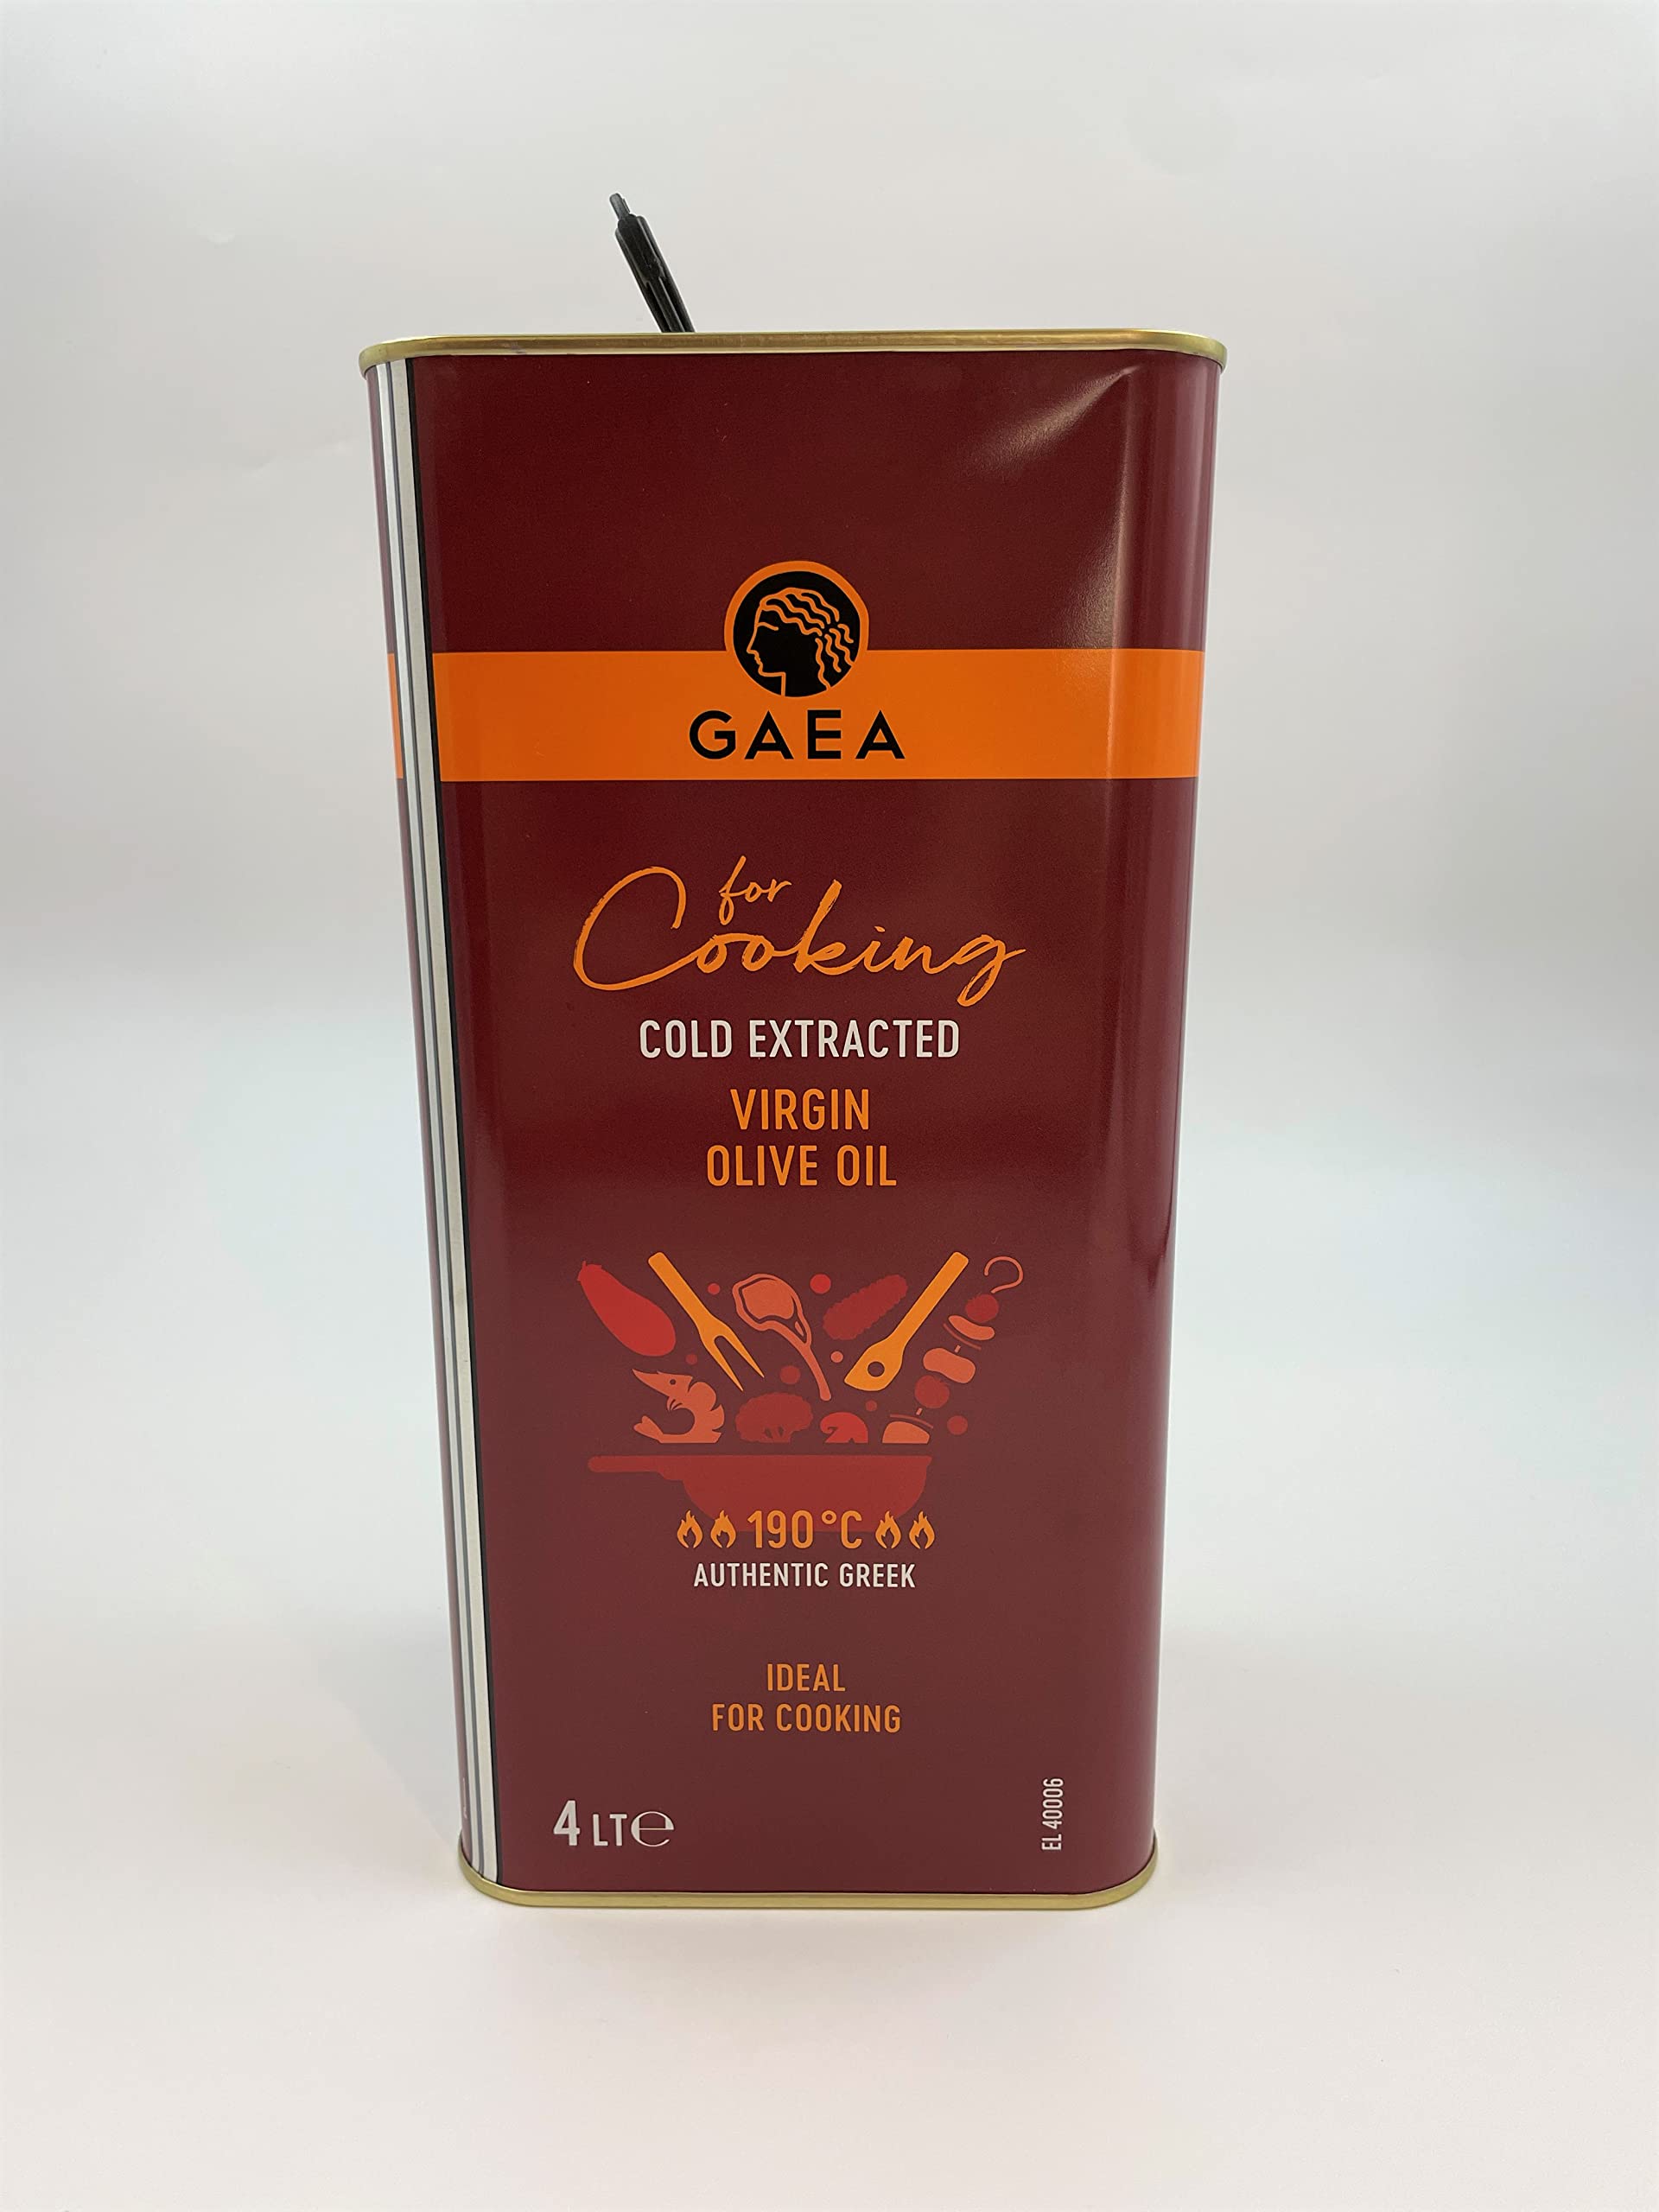 GAEA
for
Cooking
COLD EXTRACTED
VIRGIN
OLIVE OIL
190°C
AUTHENTIC GREEK
IDEAL
FOR COOKING
4 LT℮
EL 40006